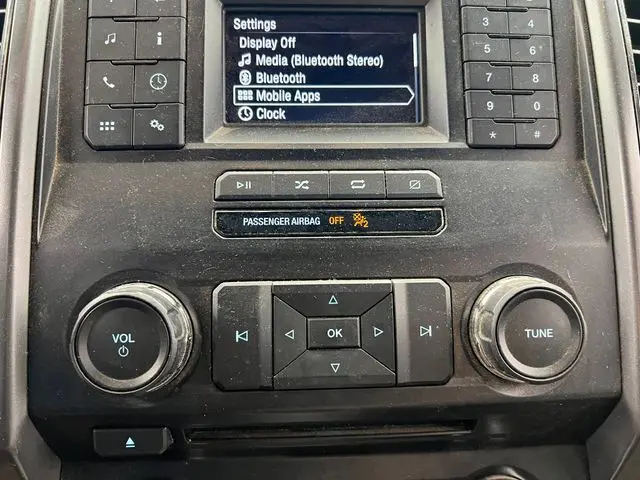 Settings
Display Off
Media (Bluetooth Stereo)
Bluetooth
Mobile Apps
Clock
3 4
5 6
7 8
9 0
* #
PASSENGER AIRBAG OFF 2
VOL
OK
TUNE